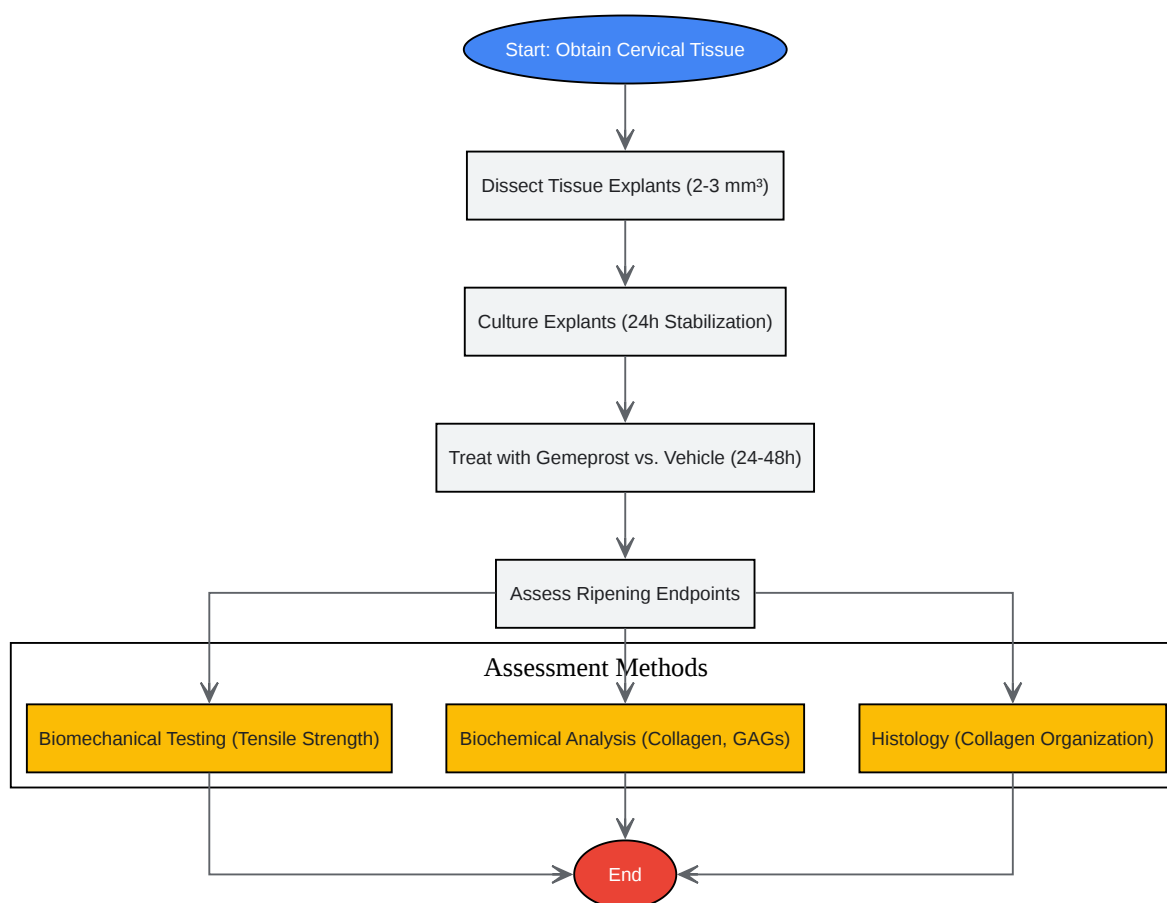 Start: Obtain Cervical Tissue
Dissect Tissue Explants (2-3 mm³)
Culture Explants (24h Stabilization)
Treat with Gemeprost vs. Vehicle (24-48h)
Assess Ripening Endpoints
Assessment Methods
Biomechanical Testing (Tensile Strength)
Biochemical Analysis (Collagen, GAGs)
Histology (Collagen Organization)
End